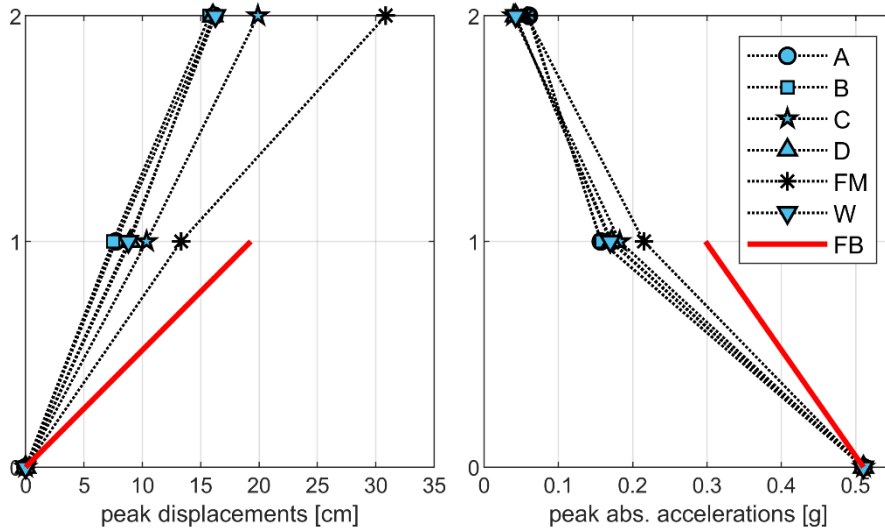 2
1
0
0 5 10 15 20 25 30 35
peak displacements [cm]
2
1
0
0 0.1 0.2 0.3 0.4 0.5
peak abs. accelerations [g]
A
B
C
D
FM
W
FB